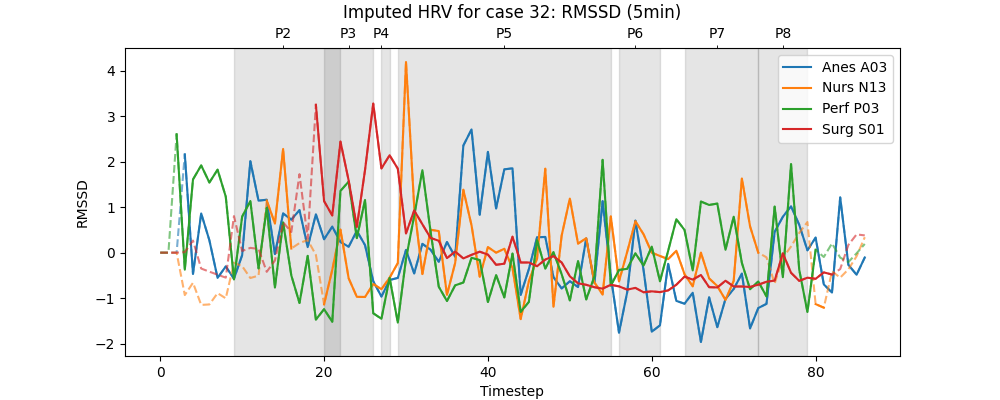 Imputed HRV for case 32: RMSSD (5min)
P2 P3 P4 P5 P6 P7 P8
Anes A03
Nurs N13
Perf P03
Surg S01
RMSSD
4
3
2
1
0
−1
−2
0 20 40 60 80
Timestep